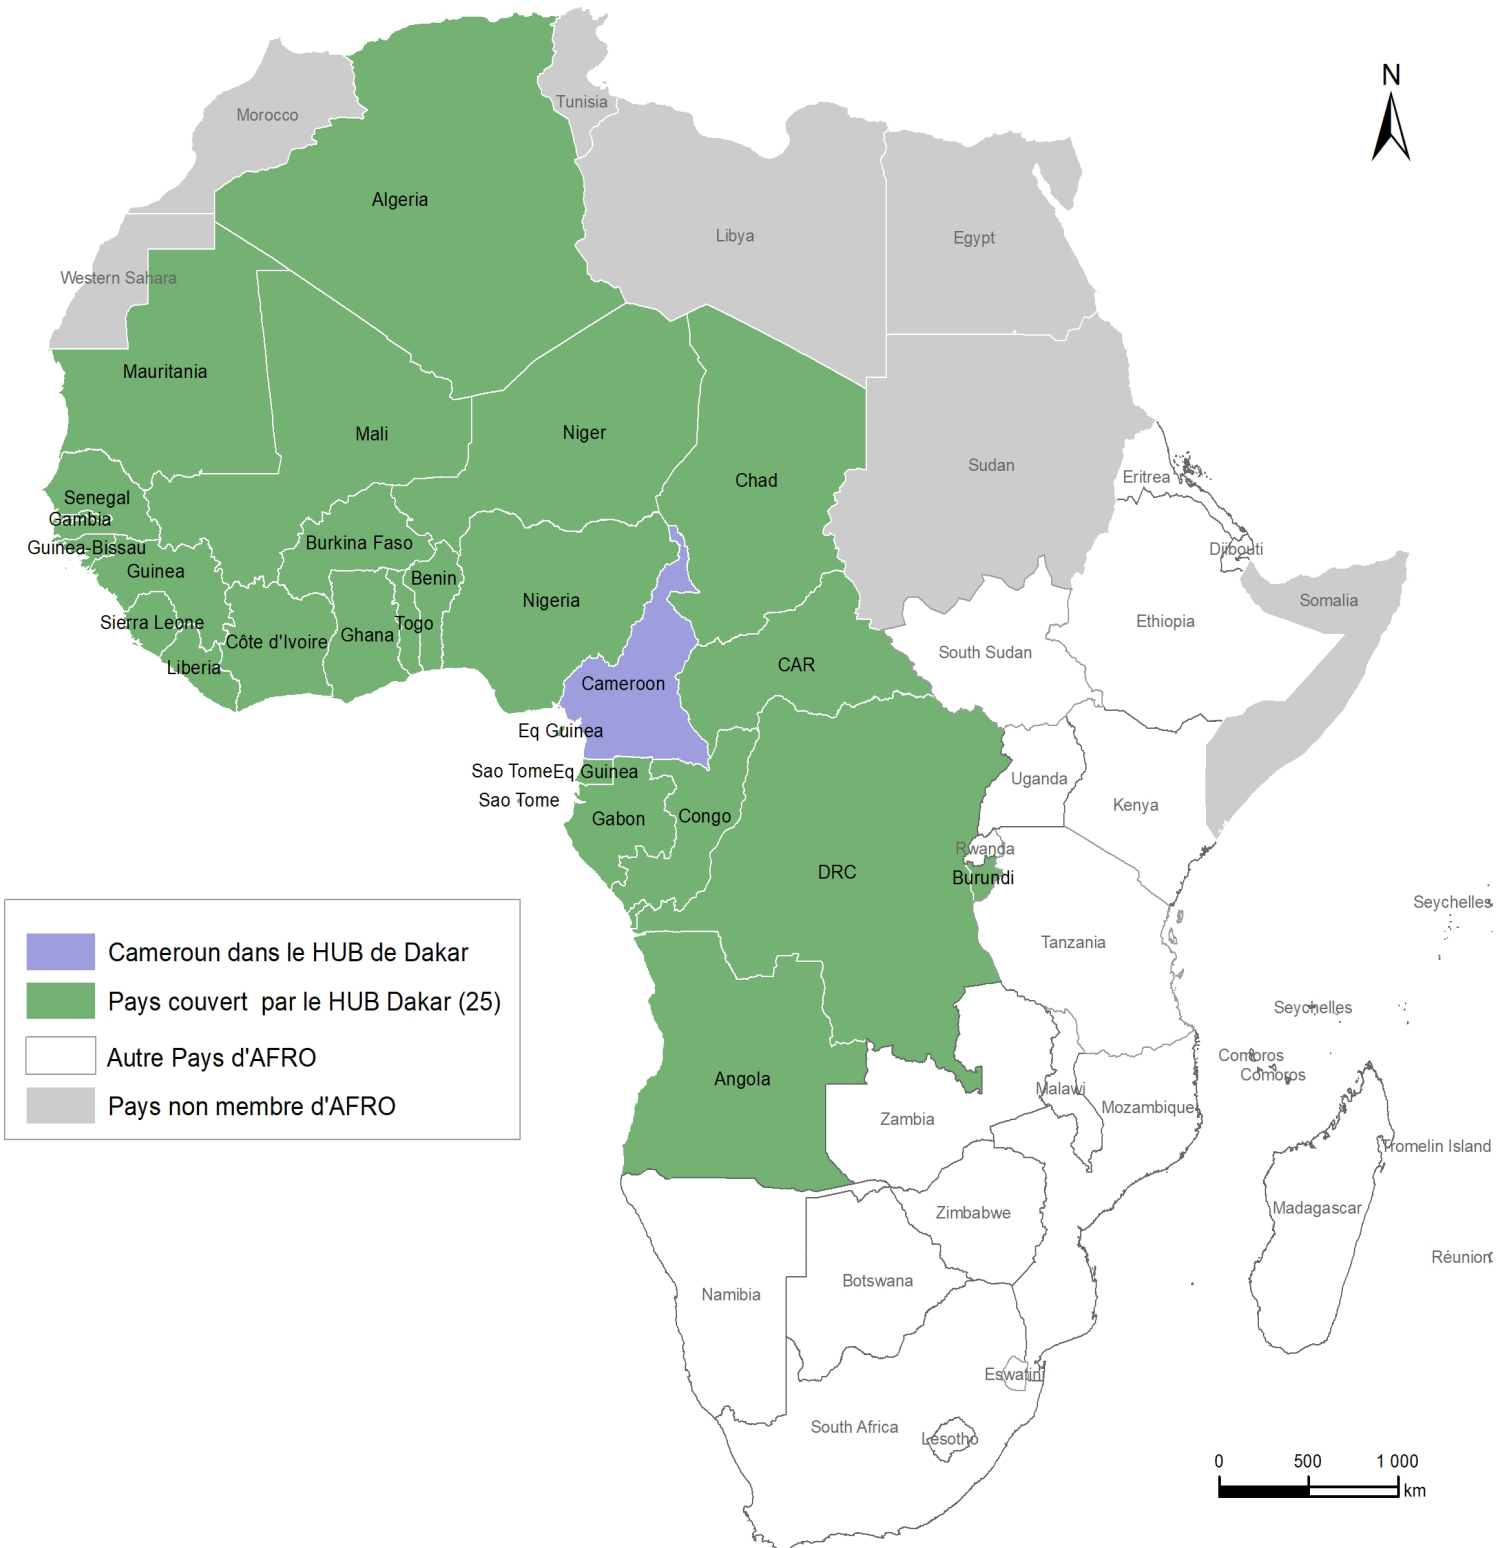 N
Morocco
Tunisia
Algeria
Libya
Egypt
Western Sahara
Mauritania
Mali
Niger
Chad
Sudan
Eritrea
Senegal
Gambia
Guinea-Bissau
Burkina Faso
Djibouti
Guinea
Benin
Nigeria
Somalia
Sierra Leone
Togo
Ghana
Côte d'Ivoire
Ethiopia
South Sudan
Liberia
CAR
Cameroon
Eq Guinea
Sao Tome
Eq Guinea
Uganda
Sao Tome
Kenya
Gabon
Congo
Rwanda
DRC
Burundi
Seychelles
Tanzania
Cameroun dans le HUB de Dakar
Pays couvert par le HUB Dakar (25)
Autre Pays d'AFRO
Pays non membre d'AFRO
Seychelles
Comoros
Comoros
Angola
Malawi
Mozambique
Zambia
Tromelin Island
Zimbabwe
Madagascar
Réunion
Botswana
Namibia
Eswatini
South Africa
Lesotho
0 500 1 000
km